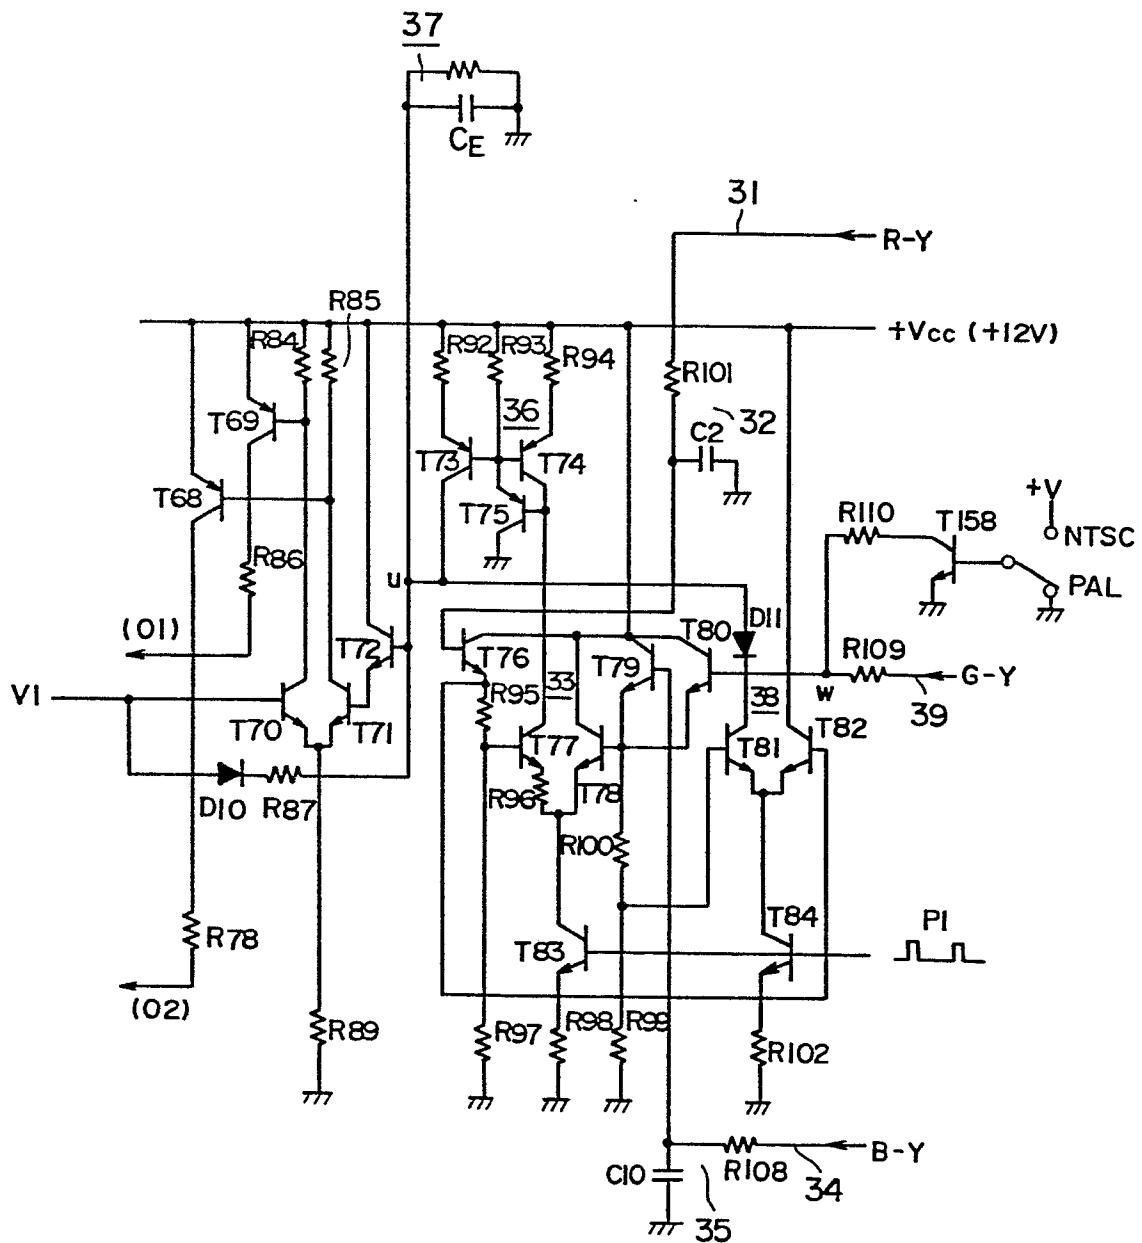 37
CE
31
R-Y
R85
R84
R92
R93
R94
+Vcc (+12V)
R101
36
32
C2
T69
T73
T74
T68
T75
+V
R110
T158
NTSC
R86
U
PAL
D11
(01)
T72
T76
T80
T79
R109
G-Y
V1
R95
33
38
W
39
T70
T71
T77
T81
T82
D10
R87
R96
T78
R100
R78
T83
T84
P1
(02)
R89
R97
R98
R99
R102
B-Y
C10
R108
34
35